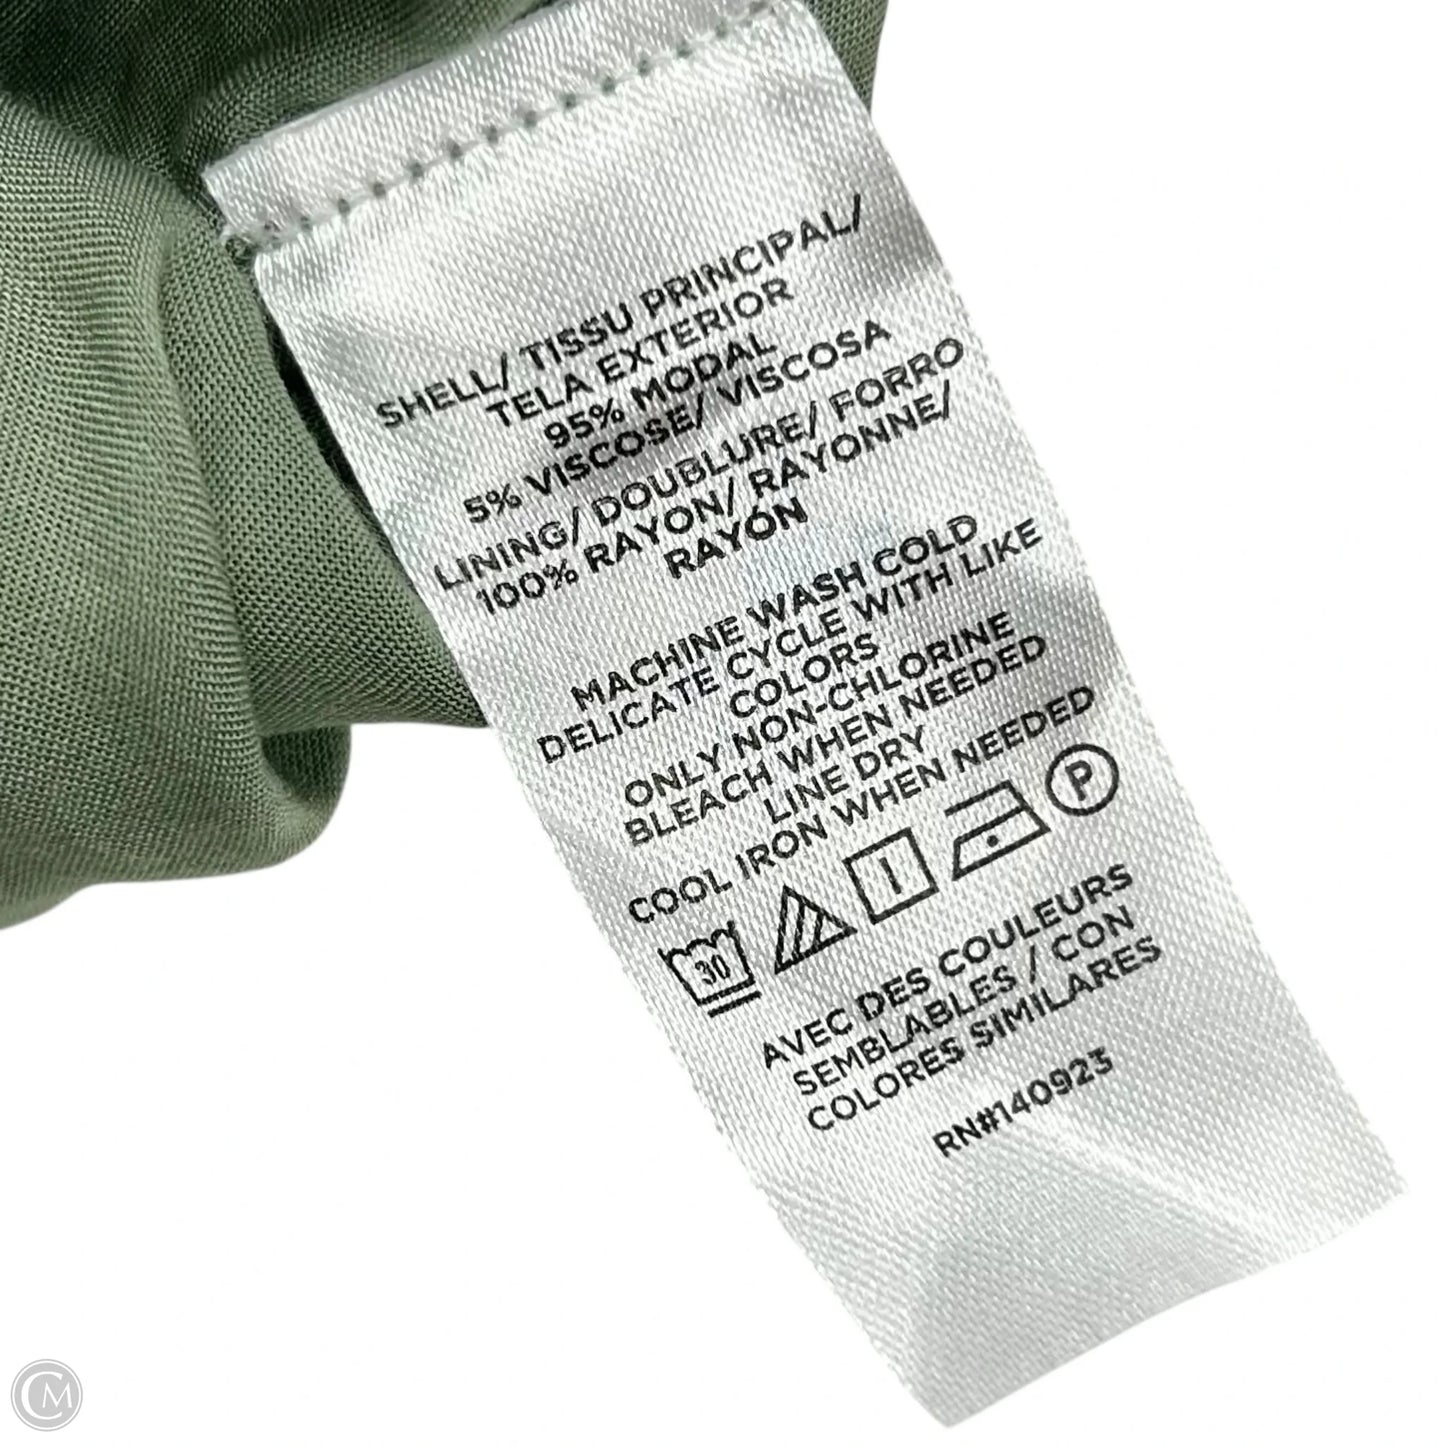 SHELL/ TISSU PRINCIPAL/
TELA EXTERIOR
95% MODAL
5% VISCOSE/ VISCOSA
LINING/ DOUBLURE/ FORRO
100% RAYON/ RAYONNE/
RAYÓN
MACHINE WASH COLD
DELICATE CYCLE WITH LIKE
COLORS
ONLY NON-CHLORINE
BLEACH WHEN NEEDED
LINE DRY
COOL IRON WHEN NEEDED
30 P
AVEC DES COULEURS
SEMBLABLES / CON
COLORES SIMILARES
RN#140923
CM